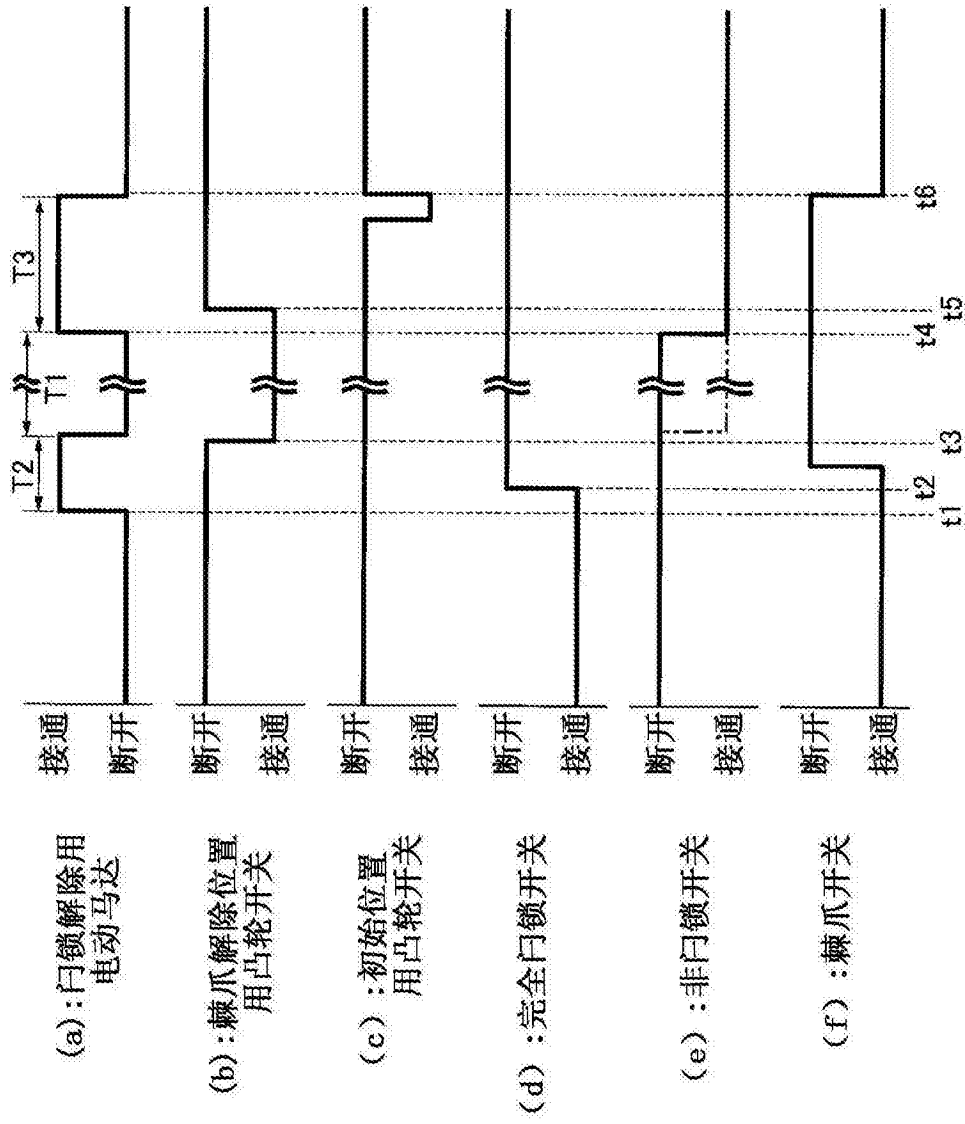 (a):闩锁解除用
电动马达
接通
断开
(b):棘爪解除位置
用凸轮开关
断开
接通
(c):初始位置
用凸轮开关
断开
接通
(d):完全闩锁开关
断开
接通
(e):非闩锁开关
断开
接通
(f):棘爪开关
断开
接通
T2
T1
T3
t1
t2
t3
t4
t5
t6